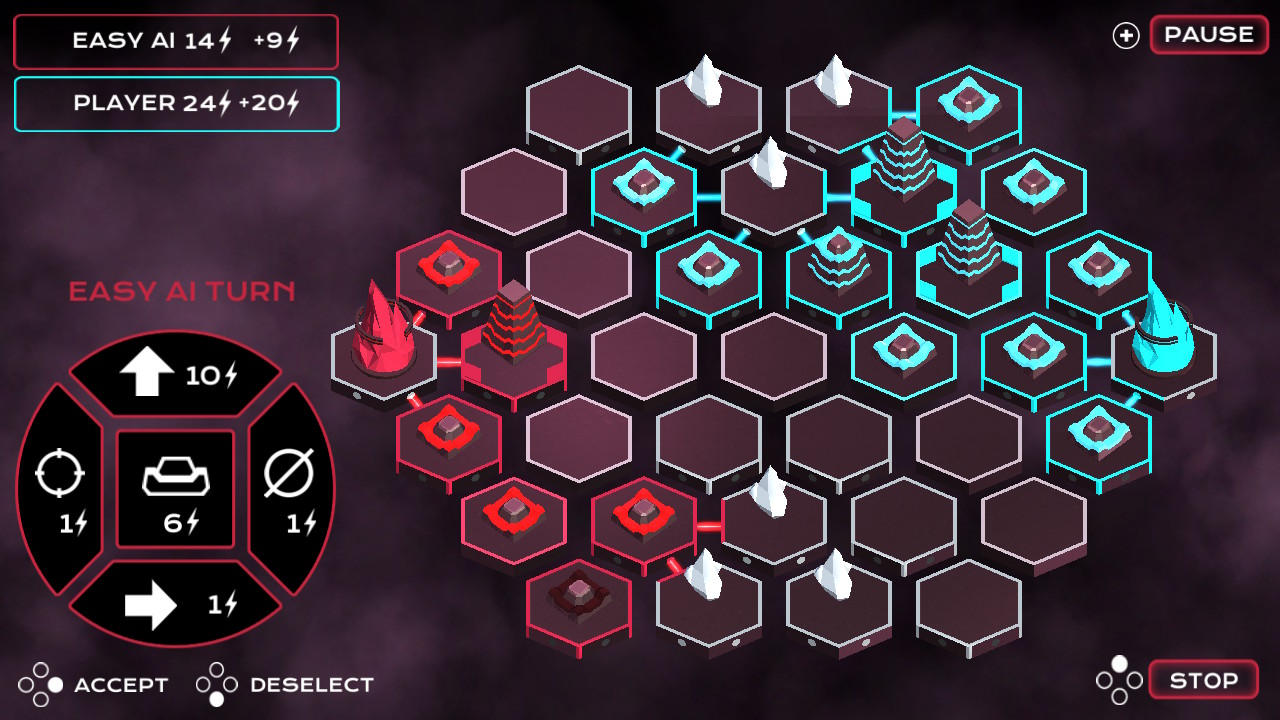 EASY AI 14 +9
PAUSE
PLAYER 24 +20
EASY AI TURN
10
1
6
1
1
ACCEPT
DESELECT
STOP